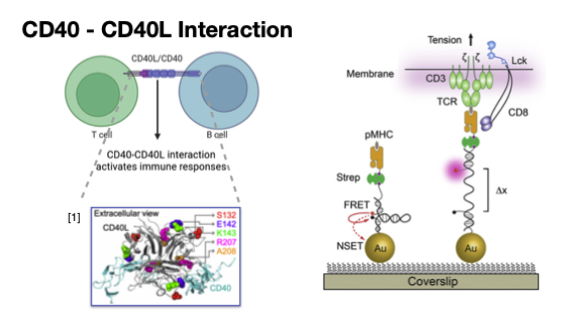 CD40 - CD40L Interaction
CD40L/CD40
T cell
B cell
CD40-CD40L interaction
activates immune responses
[1]
Extracellular view
CD40L
S132
E142
K143
R207
A208
CD40
Tension
ζ ζ
Lck
Membrane
CD3
TCR
CD8
pMHC
Strep
FRET
NSET
Δx
Au
Au
Coverslip